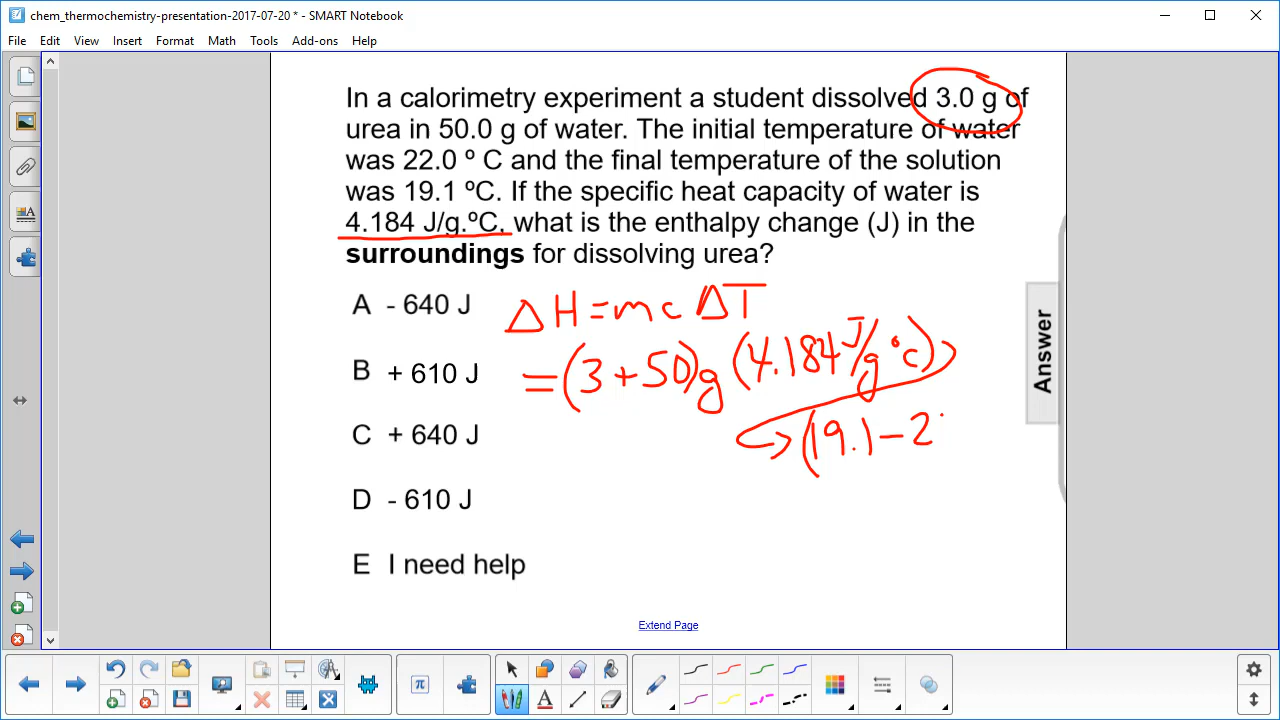 chem_thermochemistry-presentation-2017-07-20 * - SMART Notebook
File Edit View Insert Format Math Tools Add-ons Help
In a calorimetry experiment a student dissolved 3.0 g of
urea in 50.0 g of water. The initial temperature of water
was 22.0 º C and the final temperature of the solution
was 19.1 ºC. If the specific heat capacity of water is
4.184 J/g.ºC, what is the enthalpy change (J) in the
surroundings for dissolving urea?
A - 640 J
ΔH=mcΔT
B + 610 J
=(3+50)g (4.184 J/g°C)
C + 640 J
(19.1-2
D - 610 J
E I need help
Answer
Extend Page
π
A